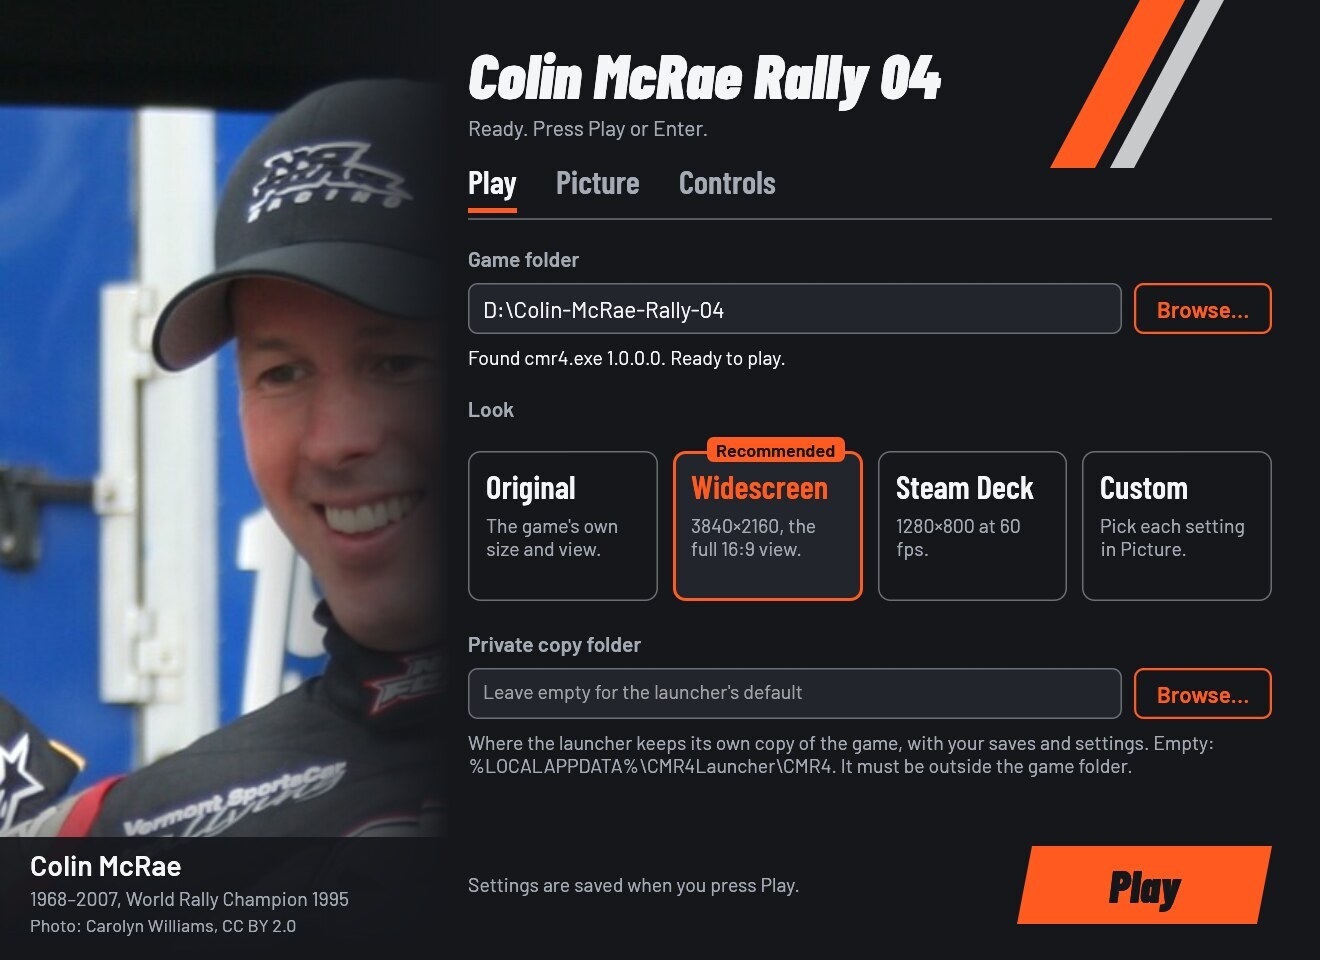 Colin McRae Rally 04
Ready. Press Play or Enter.
Play
Picture
Controls
Game folder
D:\Colin-McRae-Rally-04
Browse...
Found cmr4.exe 1.0.0.0. Ready to play.
Look
Original
The game's own
size and view.
Recommended
Widescreen
3840×2160, the
full 16:9 view.
Steam Deck
1280×800 at 60
fps.
Custom
Pick each setting
in Picture.
Private copy folder
Leave empty for the launcher's default
Browse...
Where the launcher keeps its own copy of the game, with your saves and settings. Empty:
%LOCALAPPDATA%\CMR4Launcher\CMR4. It must be outside the game folder.
RACING
Vermont SportsCar
Colin McRae
1968–2007, World Rally Champion 1995
Photo: Carolyn Williams, CC BY 2.0
Settings are saved when you press Play.
Play